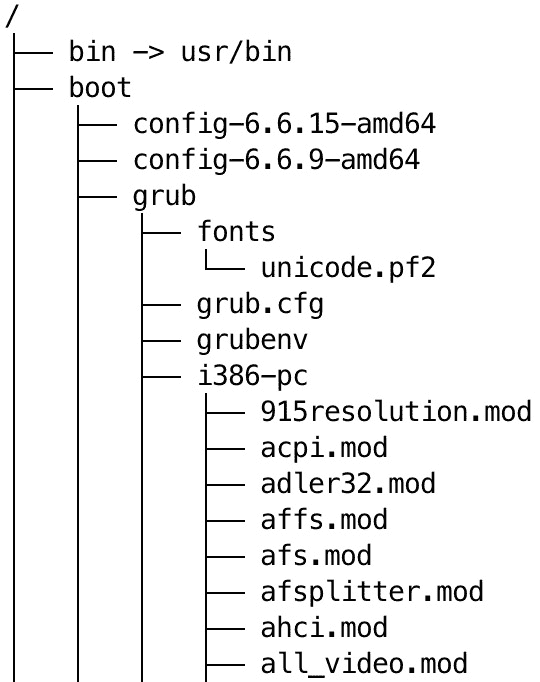 /
bin -> usr/bin
boot
config-6.6.15-amd64
config-6.6.9-amd64
grub
fonts
unicode.pf2
grub.cfg
grubenv
i386-pc
915resolution.mod
acpi.mod
adler32.mod
affs.mod
afs.mod
afsplitter.mod
ahci.mod
all_video.mod